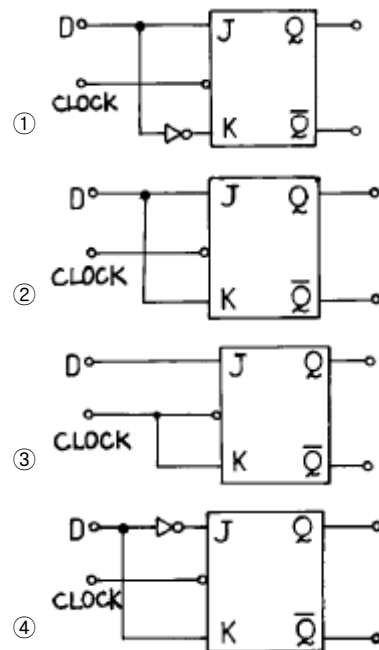 D J Q
CLOCK
① K Q̅
D J Q
② CLOCK
K Q̅
D J Q
CLOCK
③ K Q̅
D J Q
CLOCK
④ K Q̅